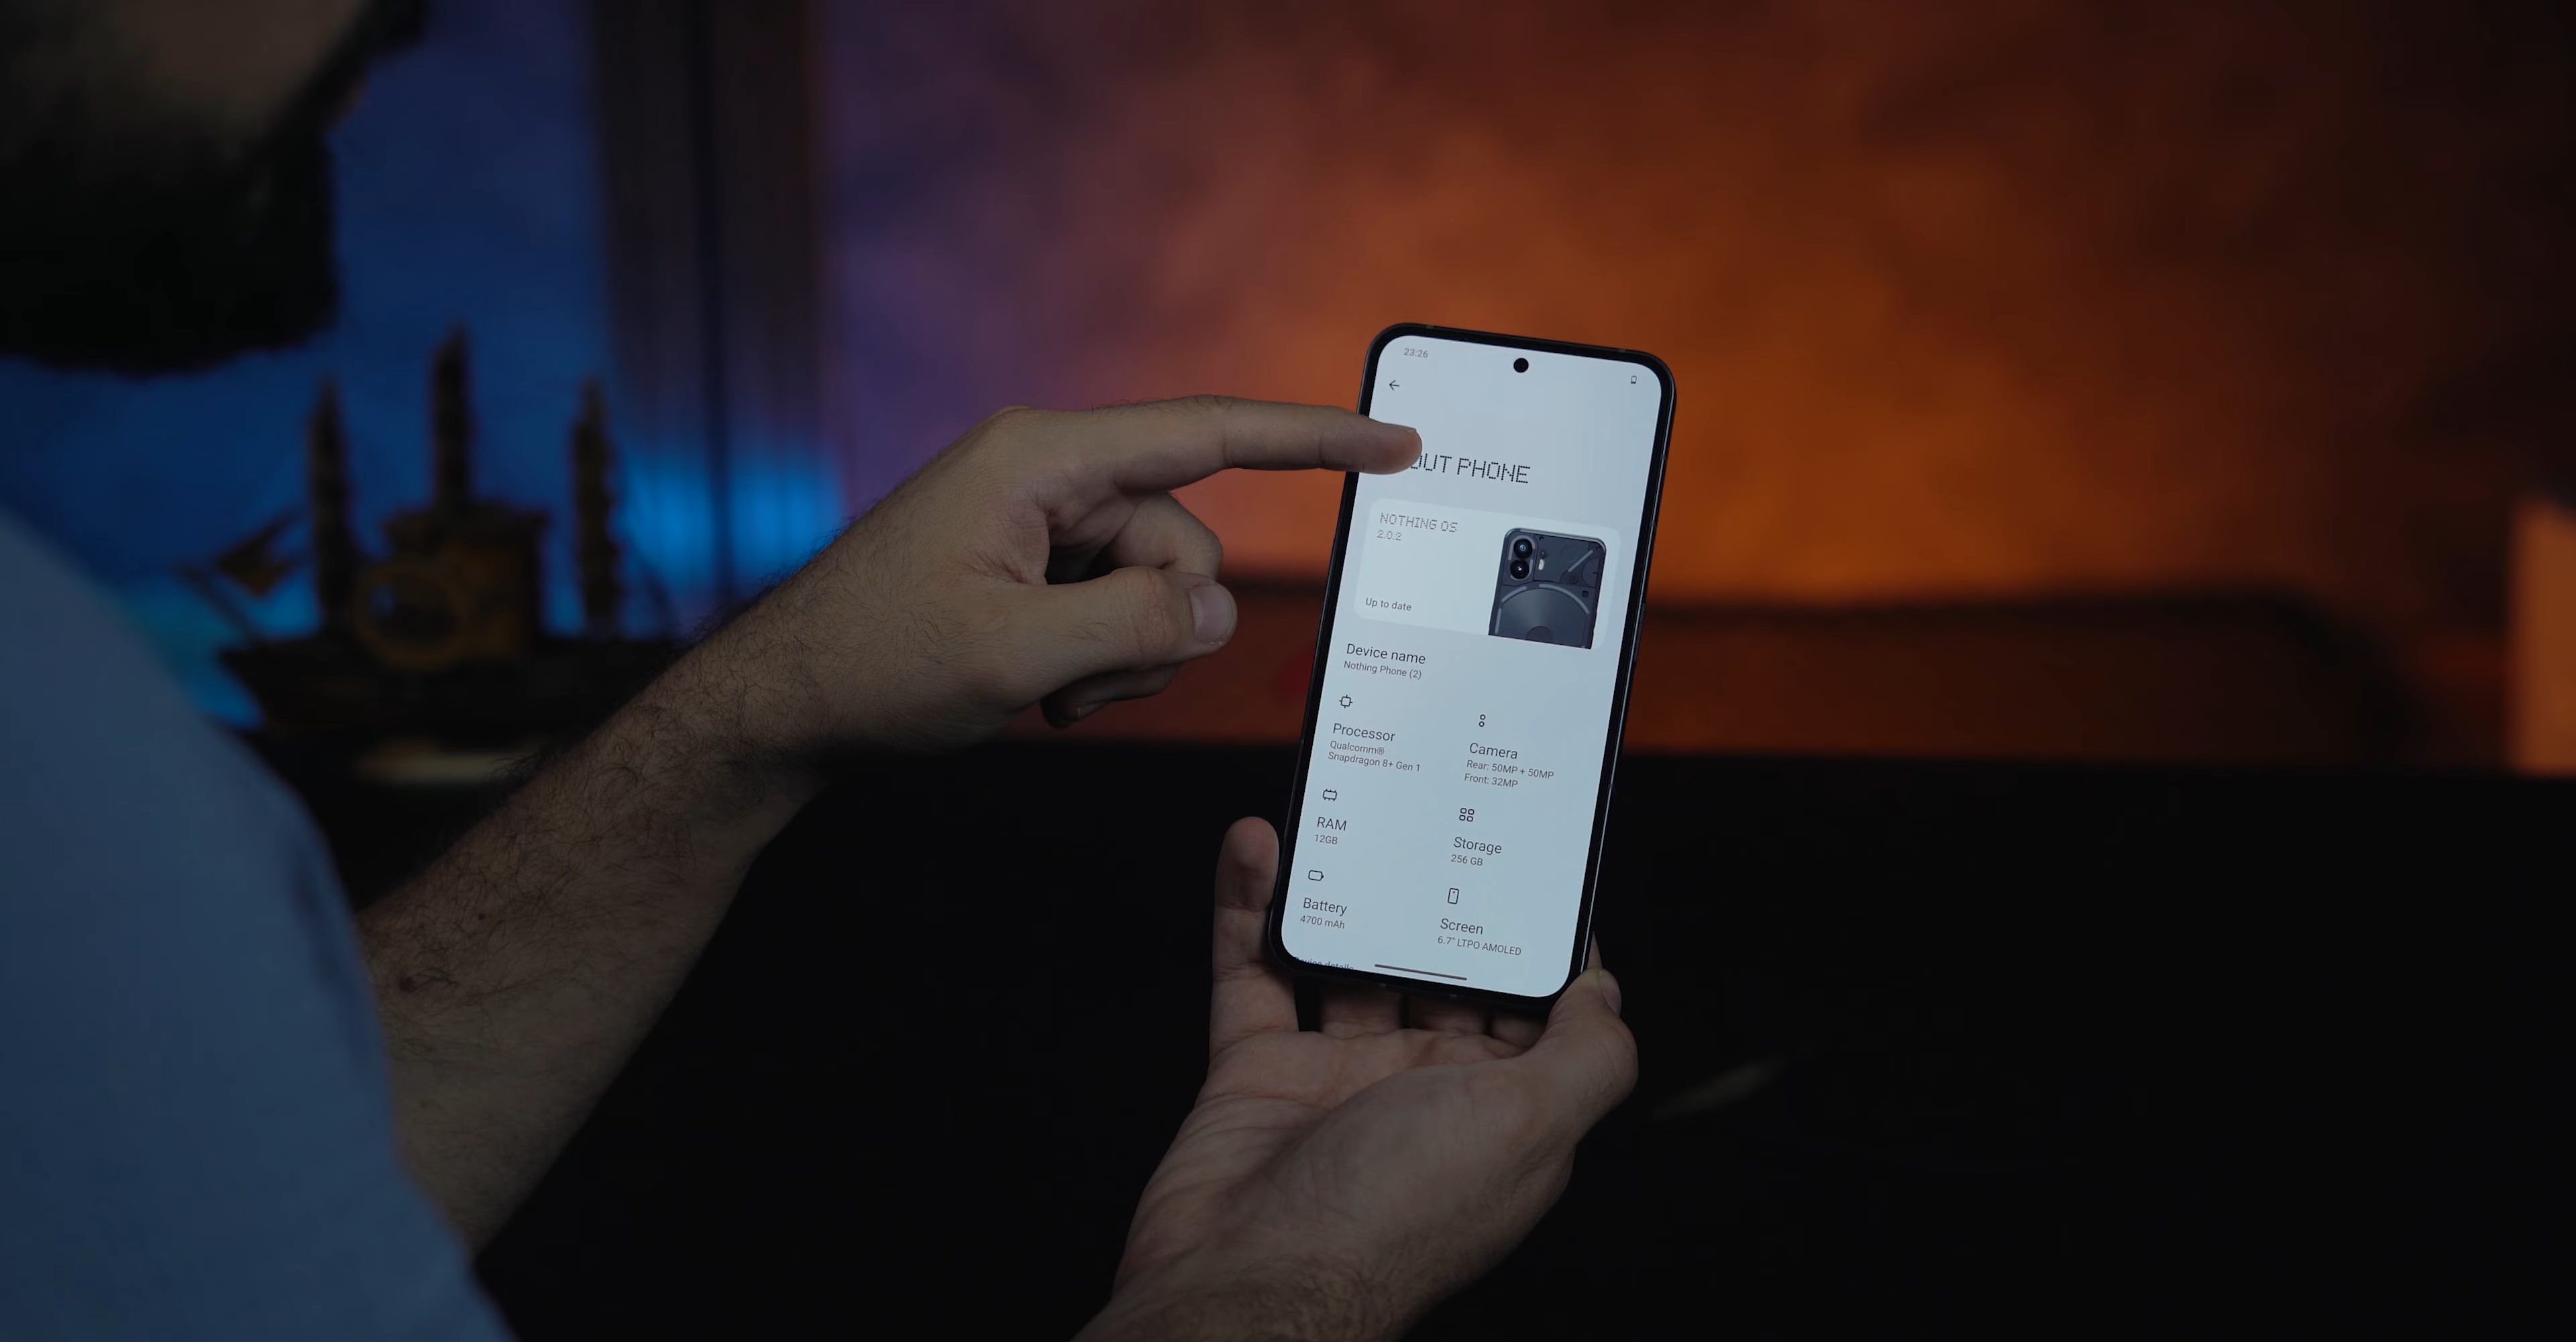 23:26
OUT PHONE
NOTHING OS
2.0.2
Up to date
Device name
Nothing Phone (2)
Processor
Qualcomm®
Snapdragon 8+ Gen 1
Camera
Rear: 50MP + 50MP
Front: 32MP
RAM
12GB
Storage
256 GB
Battery
4700 mAh
Screen
6.7" LTPO AMOLED
Device details